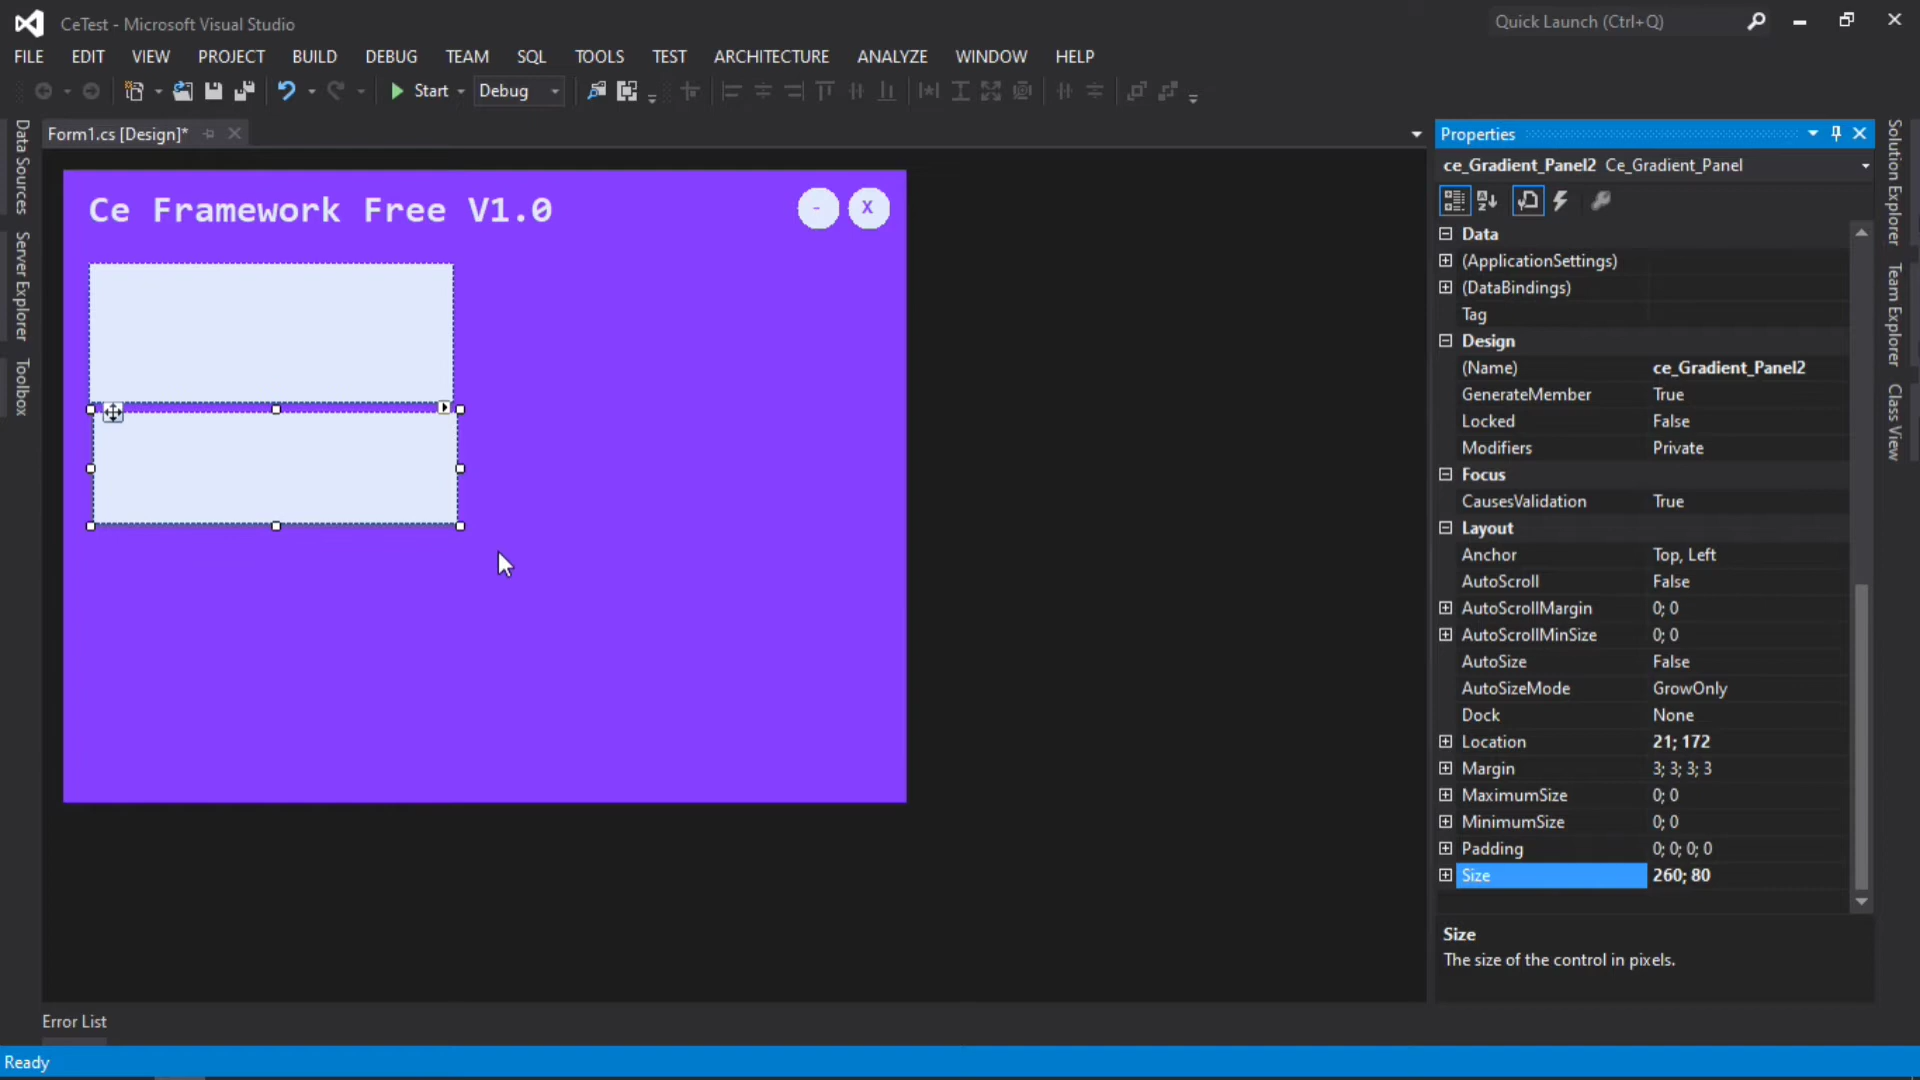 CeTest - Microsoft Visual Studio
Quick Launch (Ctrl+Q)
FILE EDIT VIEW PROJECT BUILD DEBUG TEAM SQL TOOLS TEST ARCHITECTURE ANALYZE WINDOW HELP
Start Debug
Form1.cs [Design]*
Data Sources
Server Explorer
Toolbox
Ce Framework Free V1.0
-
X
Properties
ce_Gradient_Panel2 Ce_Gradient_Panel
Data
(ApplicationSettings)
(DataBindings)
Tag
Design
(Name) ce_Gradient_Panel2
GenerateMember True
Locked False
Modifiers Private
Focus
CausesValidation True
Layout
Anchor Top, Left
AutoScroll False
AutoScrollMargin 0; 0
AutoScrollMinSize 0; 0
AutoSize False
AutoSizeMode GrowOnly
Dock None
Location 21; 172
Margin 3; 3; 3; 3
MaximumSize 0; 0
MinimumSize 0; 0
Padding 0; 0; 0; 0
Size 260; 80
Size
The size of the control in pixels.
Solution Explorer
Team Explorer
Class View
Error List
Ready